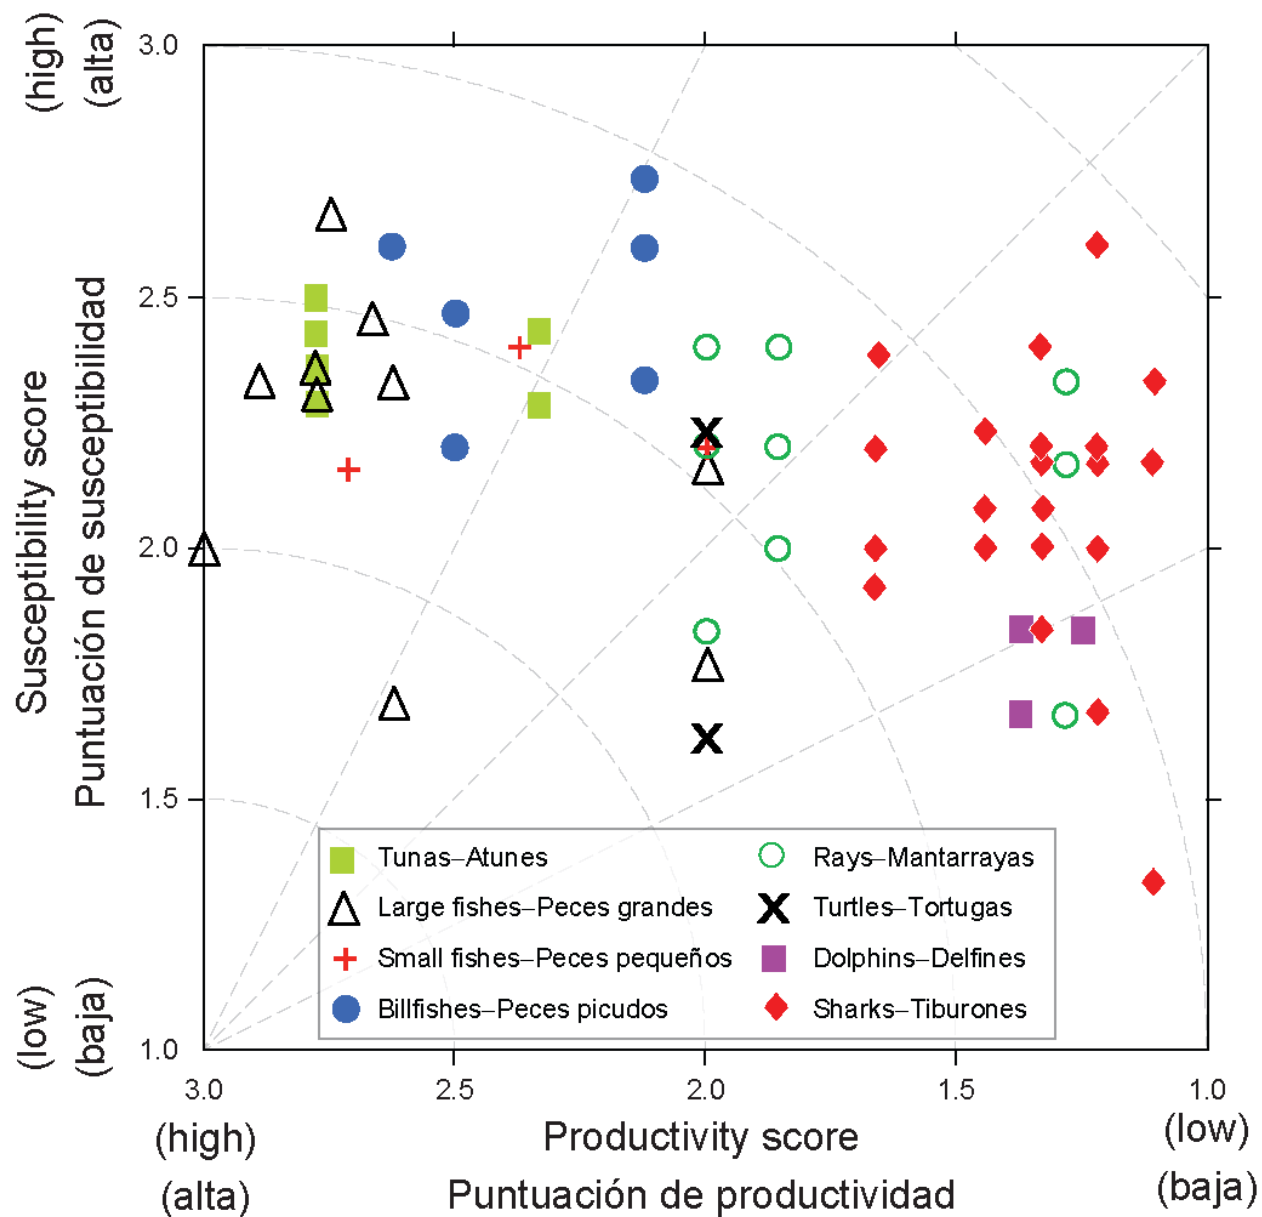 (high)
(alta)
Susceptibility score
Puntuación de susceptibilidad
(low)
(baja)
3.0
2.5
2.0
1.5
1.0
Tunas–Atunes
Large fishes–Peces grandes
Small fishes–Peces pequeños
Billfishes–Peces picudos
Rays–Mantarrayas
Turtles–Tortugas
Dolphins–Delfines
Sharks–Tiburones
3.0 2.5 2.0 1.5 1.0
(high) Productivity score (low)
(alta) Puntuación de productividad (baja)